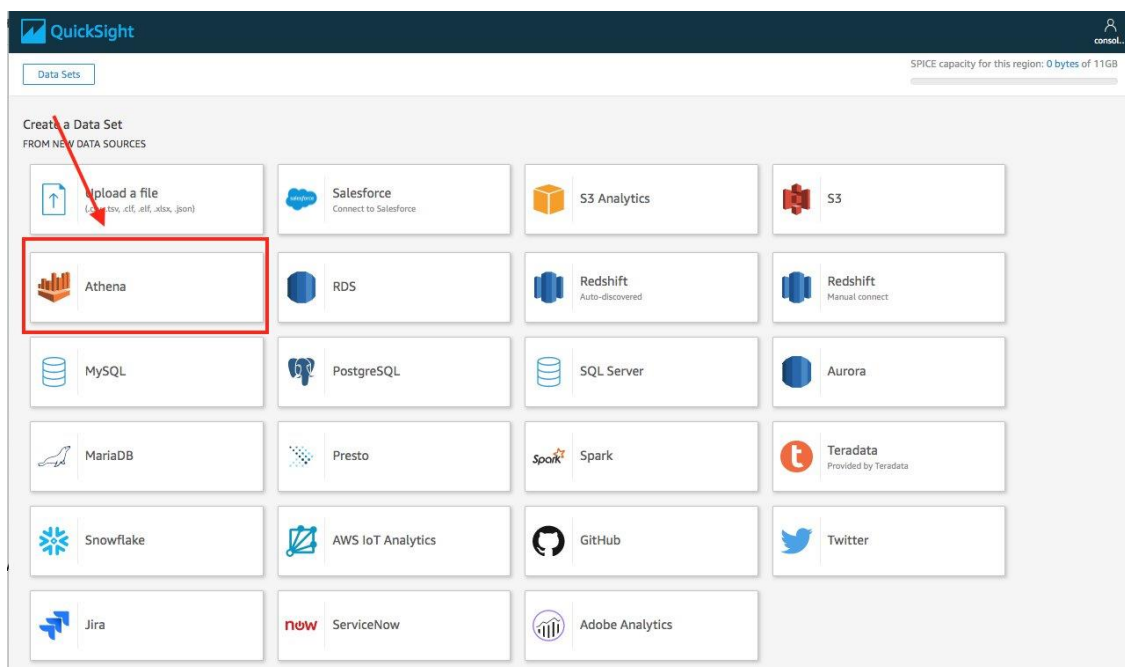 QuickSight
consol..
Data Sets
SPICE capacity for this region: 0 bytes of 11GB
Create a Data Set
FROM NEW DATA SOURCES
Upload a file
Salesforce
S3 Analytics
S3
.tsv, .clf, .elf, .xlsx, .json)
Connect to Salesforce
salesforce
Athena
RDS
Redshift
Auto-discovered
Redshift
Manual connect
MySQL
PostgreSQL
SQL Server
Aurora
MariaDB
Presto
Spark
Spark
t
Teradata
Provided by Teradata
Snowflake
AWS IoT Analytics
GitHub
Twitter
Jira
now
ServiceNow
Adobe Analytics